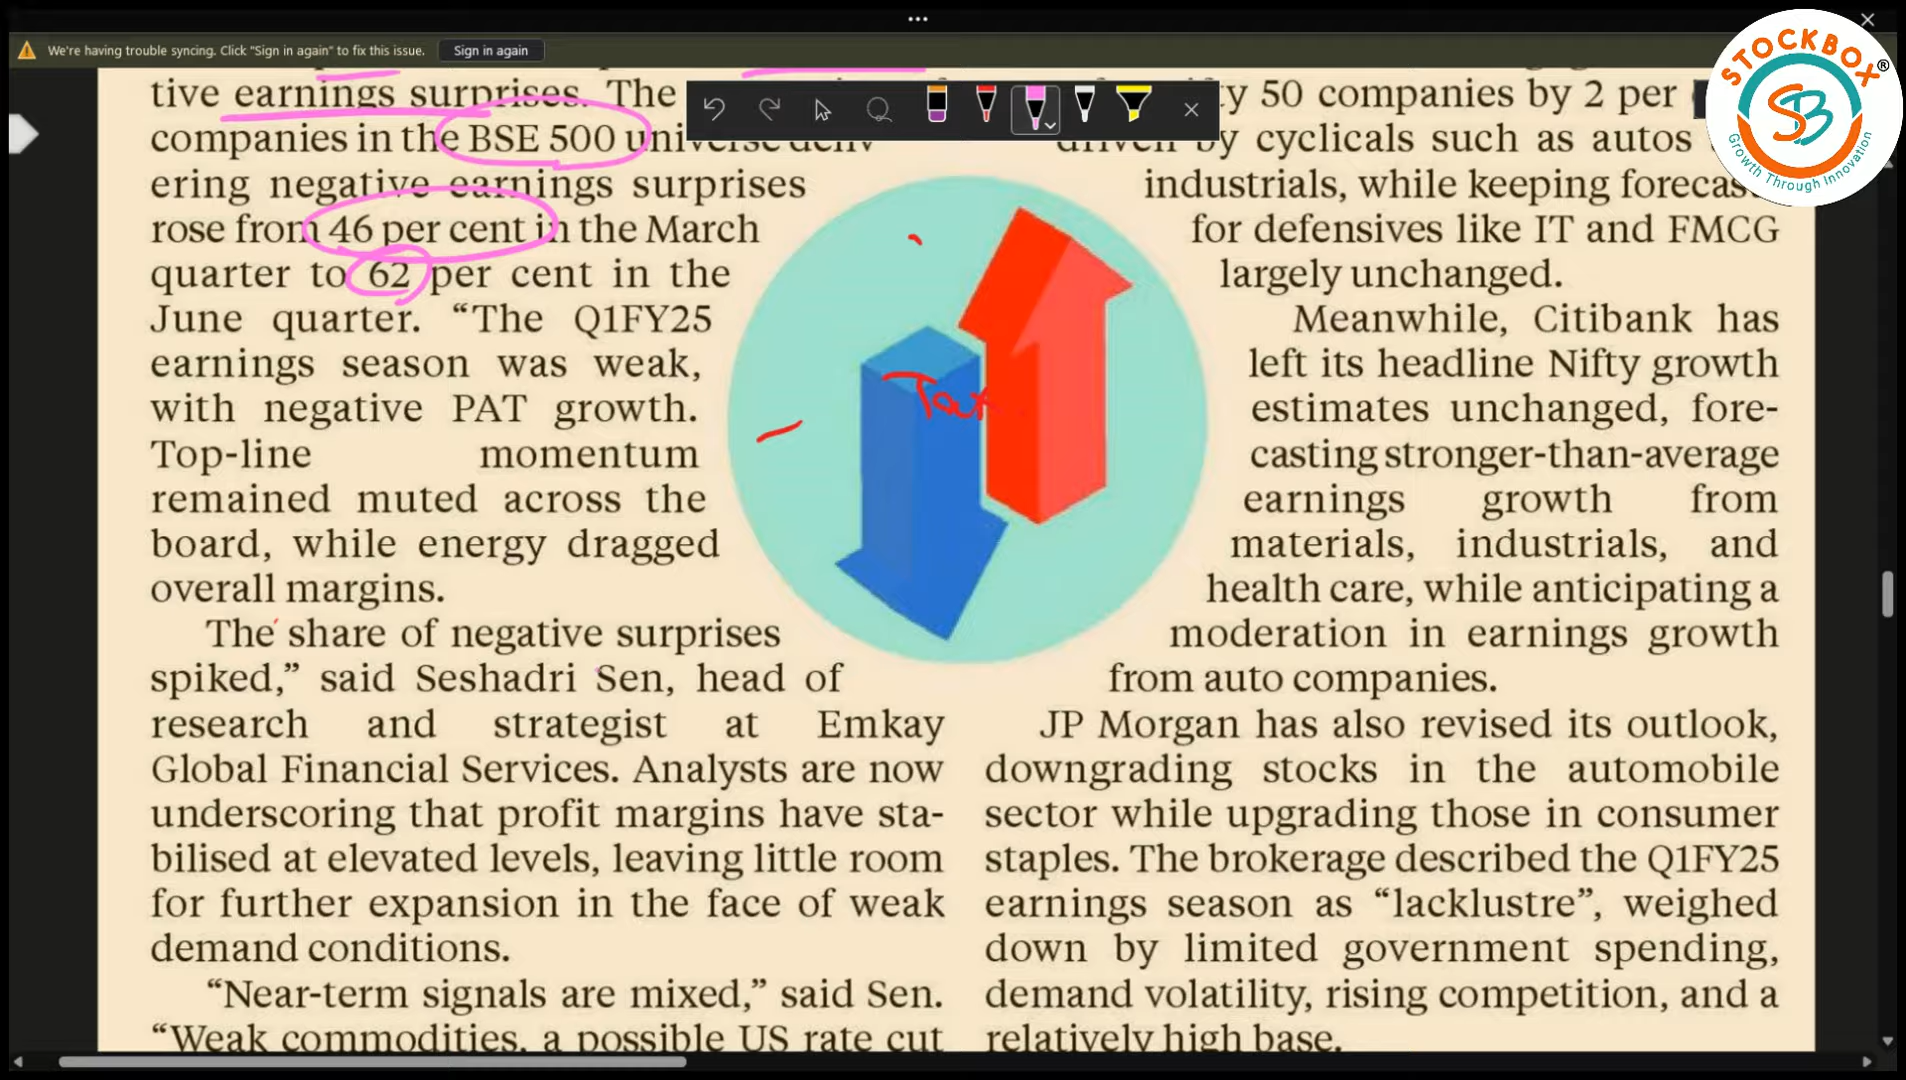 We're having trouble syncing. Click "Sign in again" to fix this issue.
Sign in again
STOCKBOX®
SB
Growth Through Innovation
tive earnings surprises. The
companies in the BSE 500 universe deliv
ering negative earnings surprises
rose from 46 per cent in the March
quarter to 62 per cent in the
June quarter. “The Q1FY25
earnings season was weak,
with negative PAT growth.
Top-line momentum
remained muted across the
board, while energy dragged
overall margins.
The share of negative surprises
spiked,” said Seshadri Sen, head of
research and strategist at Emkay
Global Financial Services. Analysts are now
underscoring that profit margins have sta-
bilised at elevated levels, leaving little room
for further expansion in the face of weak
demand conditions.
“Near-term signals are mixed,” said Sen.
“Weak commodities, a possible US rate cut
50 companies by 2 per
driven by cyclicals such as autos
industrials, while keeping forecas
for defensives like IT and FMCG
largely unchanged.
Meanwhile, Citibank has
left its headline Nifty growth
estimates unchanged, fore-
casting stronger-than-average
earnings growth from
materials, industrials, and
health care, while anticipating a
moderation in earnings growth
from auto companies.
JP Morgan has also revised its outlook,
downgrading stocks in the automobile
sector while upgrading those in consumer
staples. The brokerage described the Q1FY25
earnings season as “lacklustre”, weighed
down by limited government spending,
demand volatility, rising competition, and a
relatively high base.